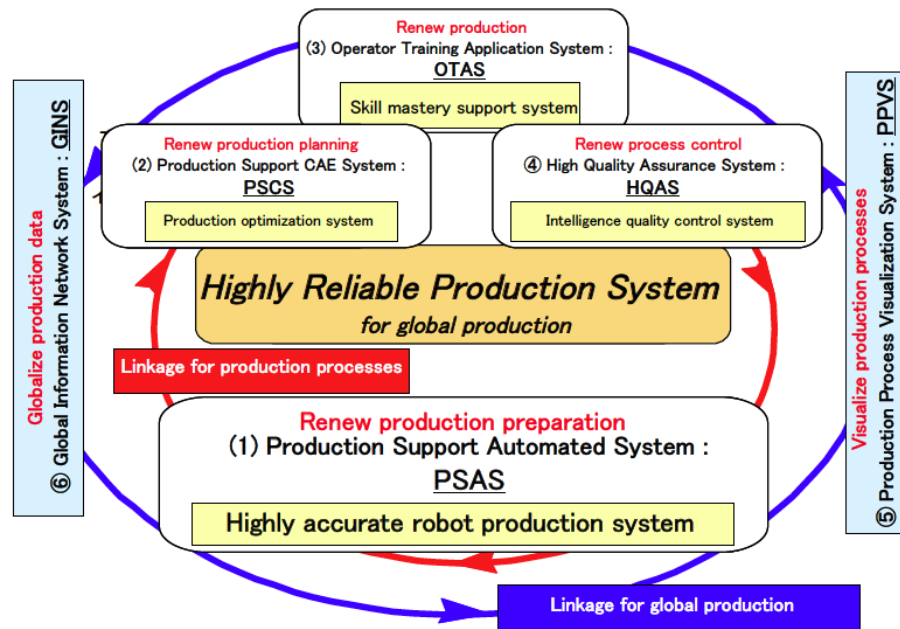 Renew production
(3) Operator Training Application System :
OTAS
Skill mastery support system
Renew production planning
(2) Production Support CAE System :
PSCS
Production optimization system
Renew process control
④ High Quality Assurance System :
HQAS
Intelligence quality control system
Globalize production data
⑥ Global Information Network System : GINS
Highly Reliable Production System
for global production
Visualize production processes
⑤ Production Process Visualization System : PPVS
Linkage for production processes
Renew production preparation
(1) Production Support Automated System :
PSAS
Highly accurate robot production system
Linkage for global production